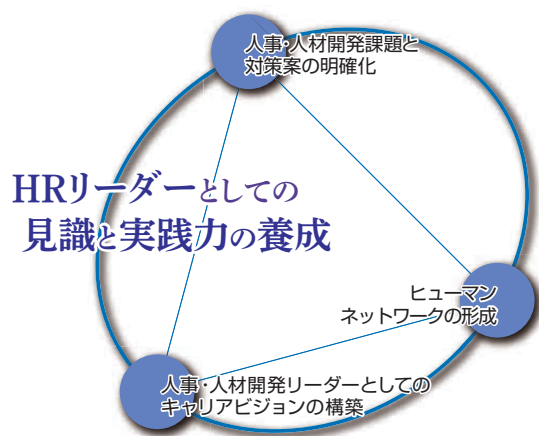 人事・人材開発課題と
対策案の明確化
HRリーダーとしての
見識と実践力の養成
ヒューマン
ネットワークの形成
人事・人材開発リーダーとしての
キャリアビジョンの構築